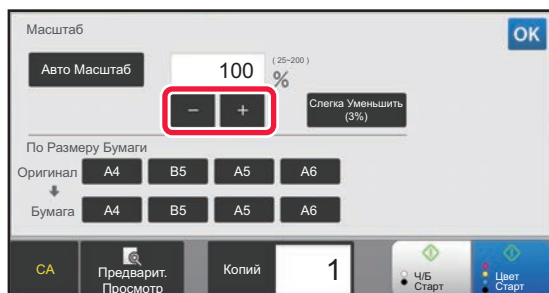 Масштаб
OK
Авто Масштаб
100
(25~200)
%
− +
Слегка Уменьшить
(3%)
По Размеру Бумаги
Оригинал A4 B5 A5 A6
Бумага A4 B5 A5 A6
CA
Предварит.
Просмотр
Копий
1
Ч/Б
Старт
Цвет
Старт